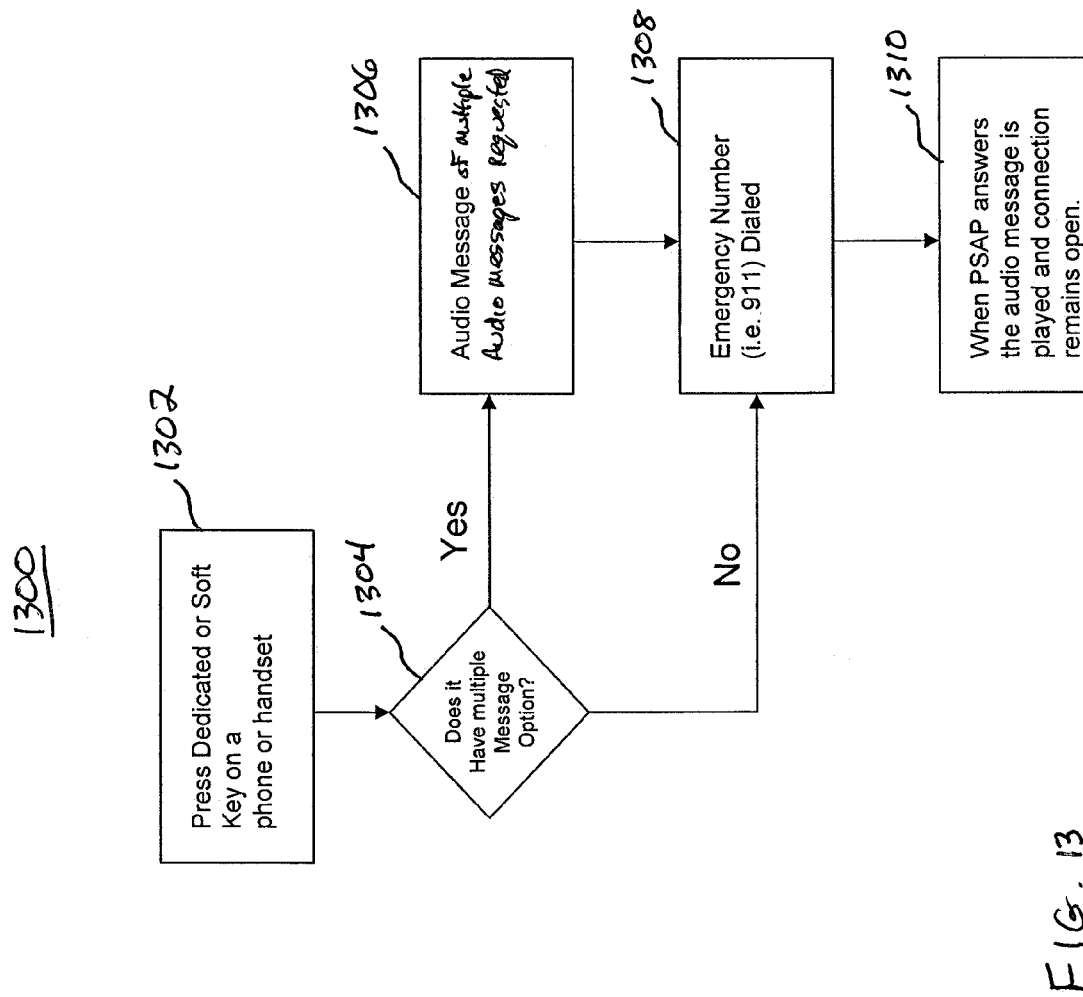 1300
1302
Press Dedicated or Soft
Key on a
phone or handset
1304
Does it
Have multiple
Message
Option?
Yes
No
1306
Audio Message of multiple
Audio messages requested
1308
Emergency Number
(i.e. 911) Dialed
1310
When PSAP answers
the audio message is
played and connection
remains open.
FIG. 13